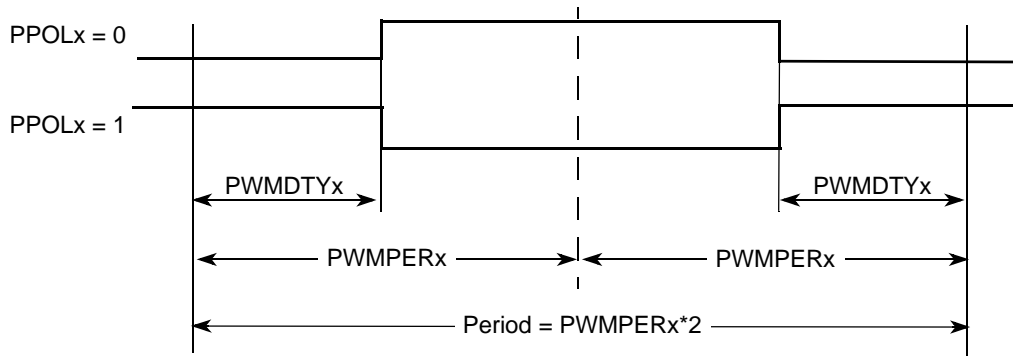 PPOLx = 0
PPOLx = 1
PWMDTYx
PWMDTYx
PWMPERx
PWMPERx
Period = PWMPERx*2